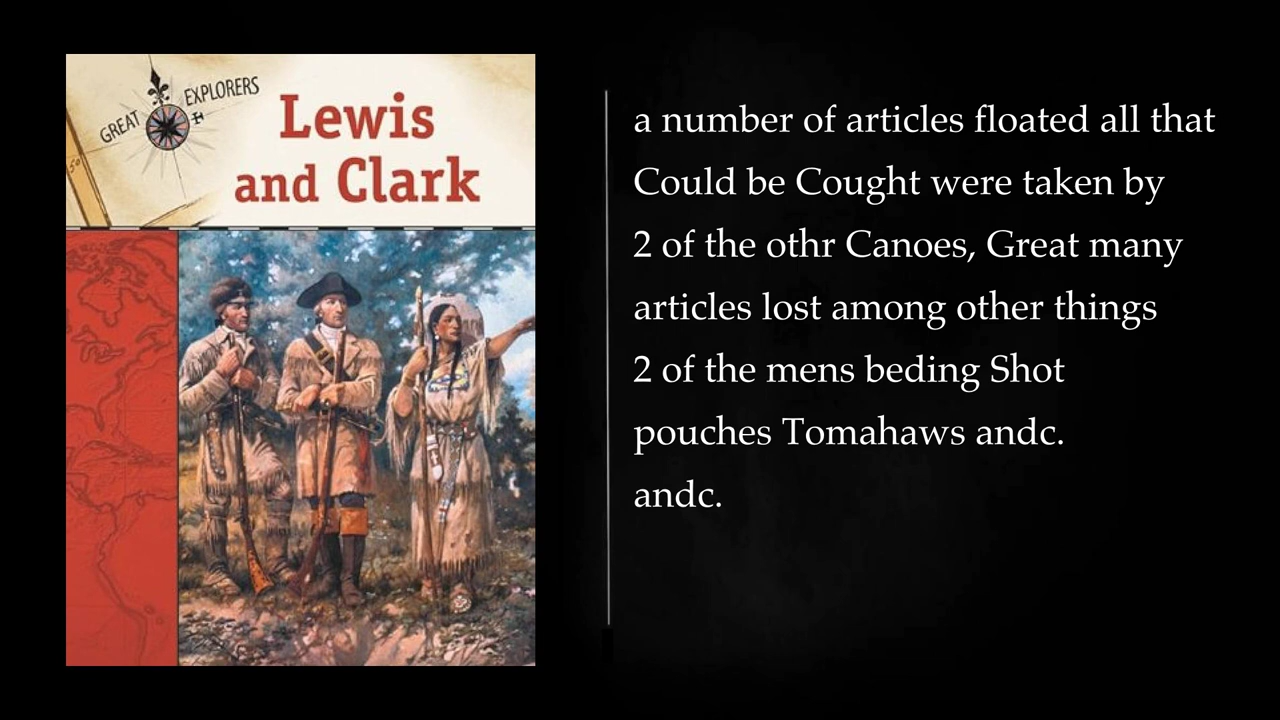 GREAT EXPLORERS
Lewis
and Clark
50
a number of articles floated all that
Could be Cought were taken by
2 of the othr Canoes, Great many
articles lost among other things
2 of the mens beding Shot
pouches Tomahaws andc.
andc.